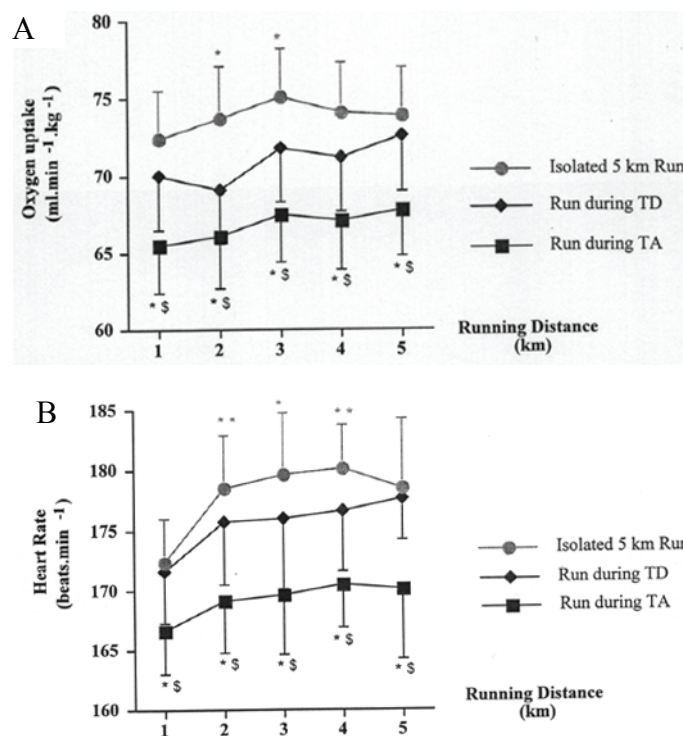 A
Oxygen uptake
(ml.min -1.kg -1)
80
75
70
65
60
* *
* $ * $ * $ * $ * $
1 2 3 4 5
Isolated 5 km Run
Run during TD
Run during TA
Running Distance
(km)
B
Heart Rate
(beats.min -1)
185
180
175
170
165
160
** * **
* $ * $ * $ * $ * $
1 2 3 4 5
Isolated 5 km Run
Run during TD
Run during TA
Running Distance
(km)